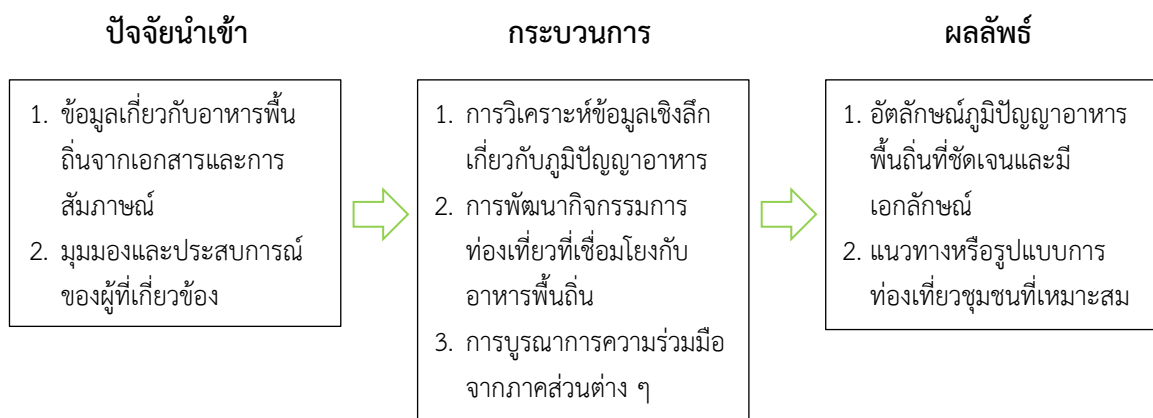 ปัจจัยนำเข้า
1. ข้อมูลเกี่ยวกับอาหารพื้น
ถิ่นจากเอกสารและการ
สัมภาษณ์
2. มุมมองและประสบการณ์
ของผู้ที่เกี่ยวข้อง
กระบวนการ
1. การวิเคราะห์ข้อมูลเชิงลึก
เกี่ยวกับภูมิปัญญาอาหาร
2. การพัฒนากิจกรรมการ
ท่องเที่ยวที่เชื่อมโยงกับ
อาหารพื้นถิ่น
3. การบูรณาการความร่วมมือ
จากภาคส่วนต่าง ๆ
ผลลัพธ์
1. อัตลักษณ์ภูมิปัญญาอาหาร
พื้นถิ่นที่ชัดเจนและมี
เอกลักษณ์
2. แนวทางหรือรูปแบบการ
ท่องเที่ยวชุมชนที่เหมาะสม